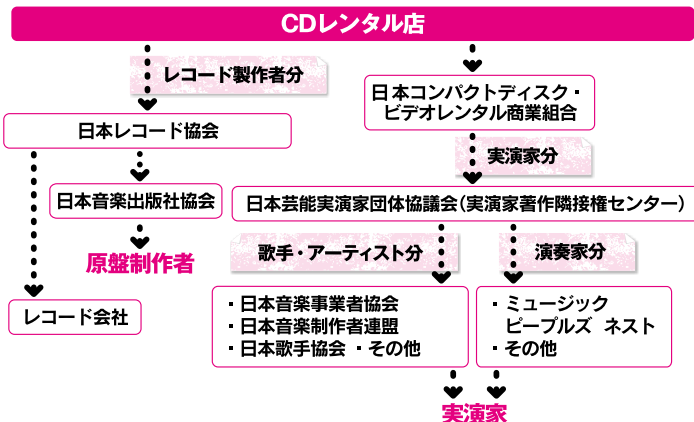 CDレンタル店
レコード製作者分
日本コンパクトディスク・
ビデオレンタル商業組合
日本レコード協会
実演家分
日本音楽出版社協会
日本芸能実演家団体協議会(実演家著作隣接権センター)
原盤制作者
歌手・アーティスト分
演奏家分
レコード会社
・日本音楽事業者協会
・日本音楽制作者連盟
・日本歌手協会 ・その他
・ミュージック
ピープルズ ネスト
・その他
実演家